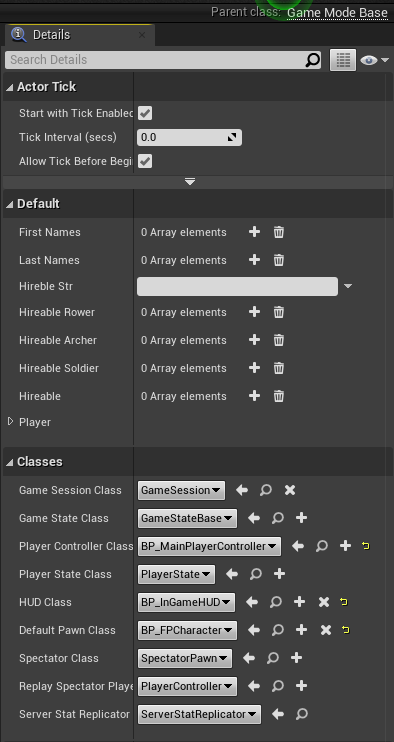 Parent class: Game Mode Base
Details
Search Details
Actor Tick
Start with Tick Enabled
Tick Interval (secs) 0.0
Allow Tick Before Begi
Default
First Names 0 Array elements
Last Names 0 Array elements
Hireble Str
Hireable Rower 0 Array elements
Hireable Archer 0 Array elements
Hireable Soldier 0 Array elements
Hireable 0 Array elements
Player
Classes
Game Session Class GameSession
Game State Class GameStateBase
Player Controller Class BP_MainPlayerController
Player State Class PlayerState
HUD Class BP_InGameHUD
Default Pawn Class BP_FPCharacter
Spectator Class SpectatorPawn
Replay Spectator Playe PlayerController
Server Stat Replicator ServerStatReplicator